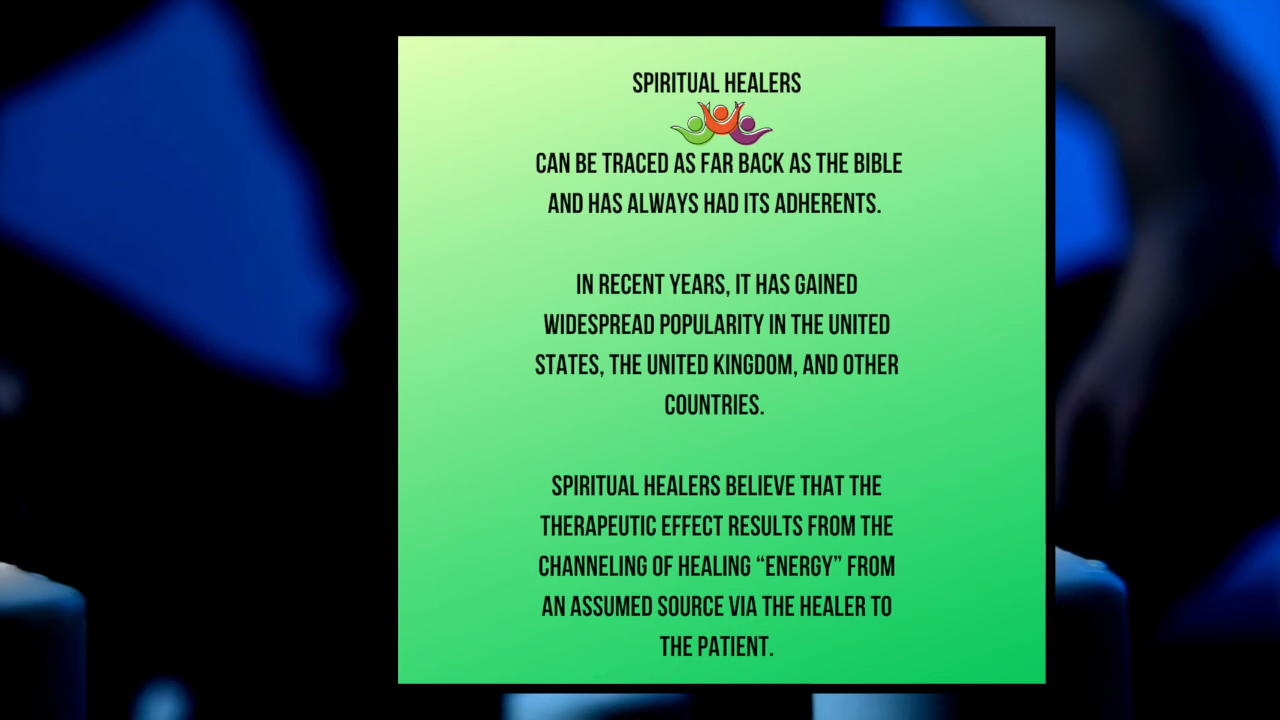 SPIRITUAL HEALERS
CAN BE TRACED AS FAR BACK AS THE BIBLE
AND HAS ALWAYS HAD ITS ADHERENTS.
IN RECENT YEARS, IT HAS GAINED
WIDESPREAD POPULARITY IN THE UNITED
STATES, THE UNITED KINGDOM, AND OTHER
COUNTRIES.
SPIRITUAL HEALERS BELIEVE THAT THE
THERAPEUTIC EFFECT RESULTS FROM THE
CHANNELING OF HEALING “ENERGY” FROM
AN ASSUMED SOURCE VIA THE HEALER TO
THE PATIENT.